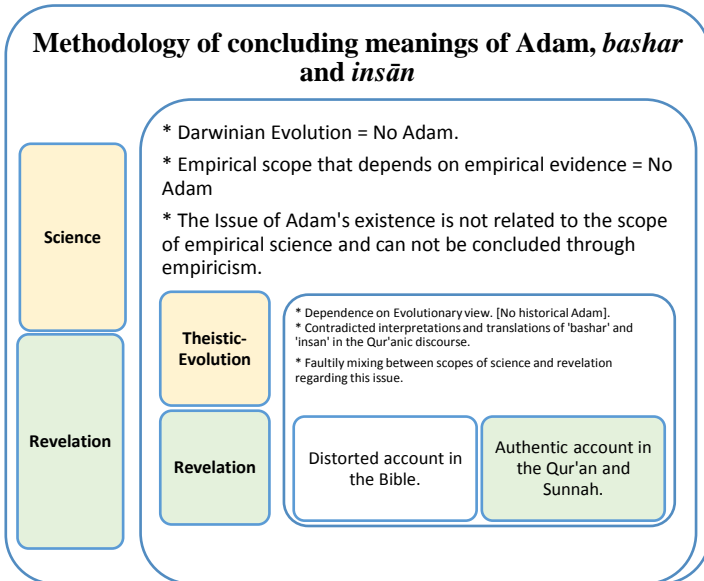 Methodology of concluding meanings of Adam, bashar
and insān
Science
* Darwinian Evolution = No Adam.
* Empirical scope that depends on empirical evidence = No
Adam
* The Issue of Adam's existence is not related to the scope
of empirical science and can not be concluded through
empiricism.
Revelation
Theistic-
Evolution
* Dependence on Evolutionary view. [No historical Adam].
* Contradicted interpretations and translations of 'bashar' and
'insan' in the Qur'anic discourse.
* Faultily mixing between scopes of science and revelation
regarding this issue.
Revelation
Distorted account in
the Bible.
Authentic account in
the Qur'an and
Sunnah.